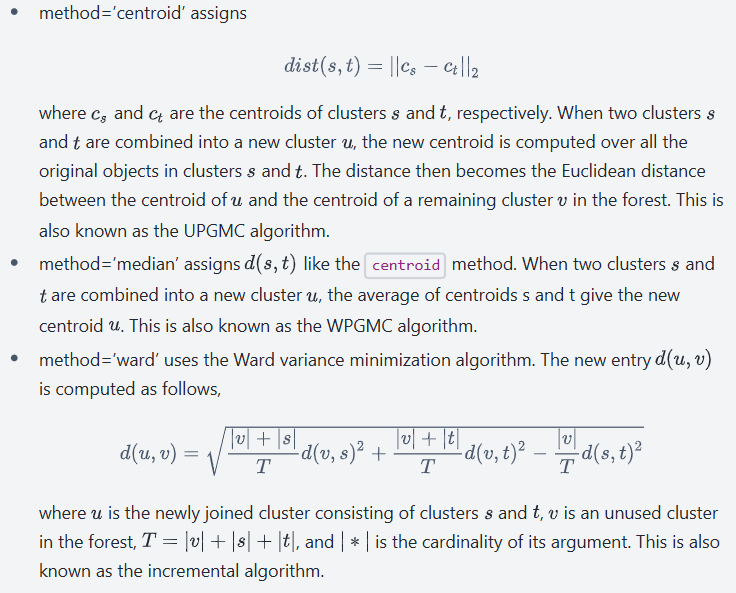 • method='centroid' assigns
dist(s, t) = ||c_s − c_t||_2
where c_s and c_t are the centroids of clusters s and t, respectively. When two clusters s
and t are combined into a new cluster u, the new centroid is computed over all the
original objects in clusters s and t. The distance then becomes the Euclidean distance
between the centroid of u and the centroid of a remaining cluster v in the forest. This is
also known as the UPGMC algorithm.
• method='median' assigns d(s, t) like the centroid method. When two clusters s and
t are combined into a new cluster u, the average of centroids s and t give the new
centroid u. This is also known as the WPGMC algorithm.
• method='ward' uses the Ward variance minimization algorithm. The new entry d(u, v)
is computed as follows,
d(u, v) = √(\frac{|v| + |s|}{T} d(v, s)^2 + \frac{|v| + |t|}{T} d(v, t)^2 − \frac{|v|}{T} d(s, t)^2)
where u is the newly joined cluster consisting of clusters s and t, v is an unused cluster
in the forest, T = |v| + |s| + |t|, and | * | is the cardinality of its argument. This is also
known as the incremental algorithm.